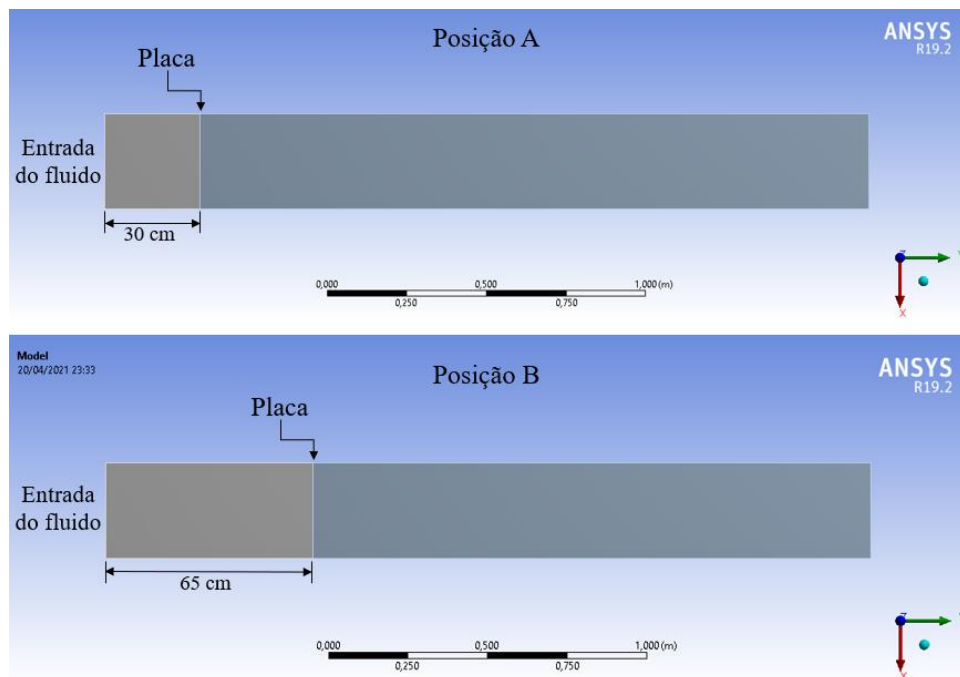 Posição A
ANSYS
R19.2
Placa
Entrada
do fluido
30 cm
0,000
0,500
1,000 (m)
0,250
0,750
Z
Y
X
Model
20/04/2021 23:33
Posição B
ANSYS
R19.2
Placa
Entrada
do fluido
65 cm
0,000
0,500
1,000 (m)
0,250
0,750
Z
Y
X